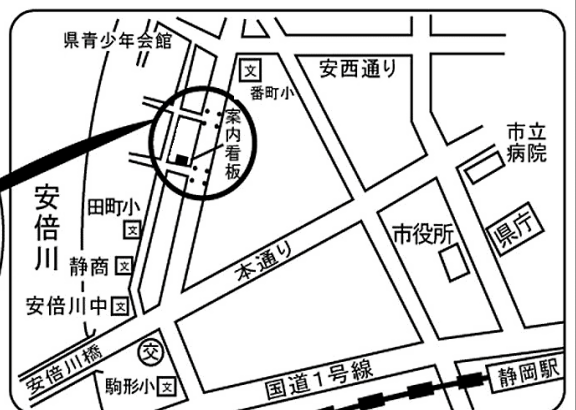 県青少年会館
文
番町小
安西通り
案内看板
市立
病院
安倍川
田町小
文
市役所
県庁
静商
文
本通り
安倍川中
文
安倍川橋
交
駒形小
文
国道1号線
静岡駅